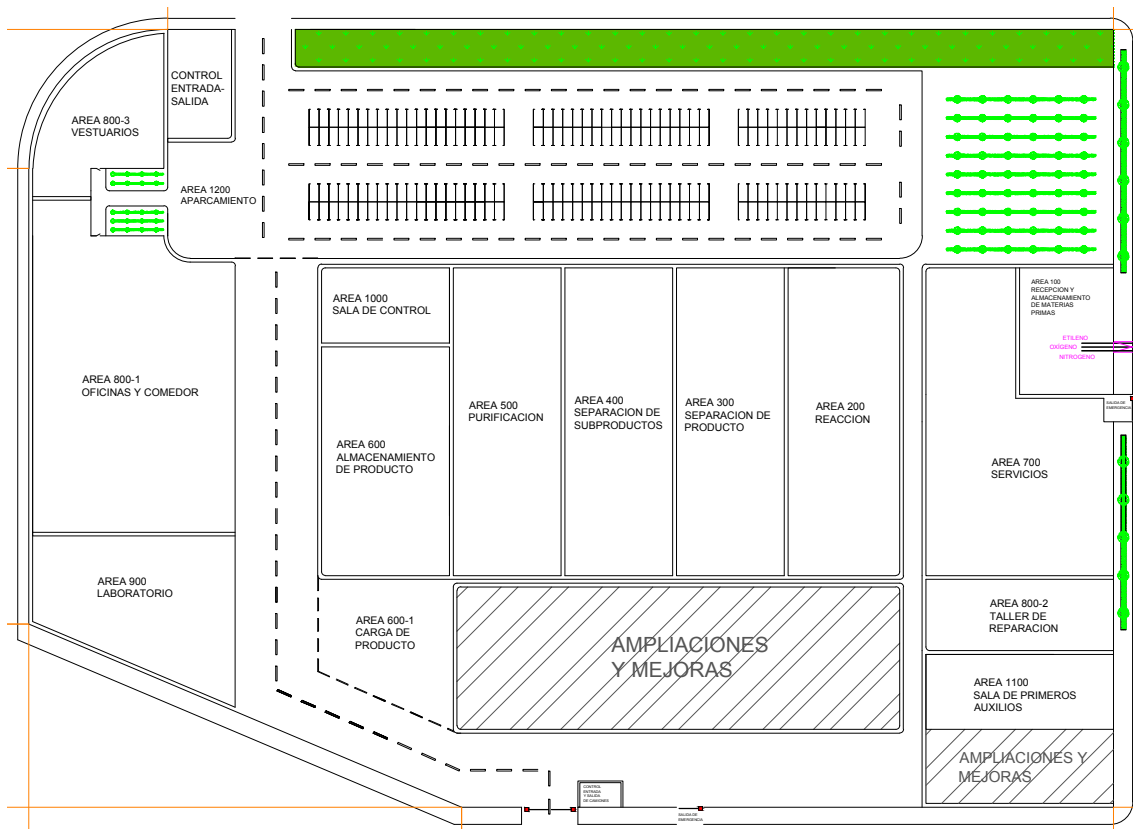 CONTROL
ENTRADA-
SALIDA
AREA 800-3
VESTUARIOS
AREA 1200
APARCAMIENTO
AREA 1000
SALA DE CONTROL
AREA 100
RECEPCION Y
ALMACENAMIENTO
DE MATERIAS
PRIMAS
ETILENO
OXÍGENO
NITROGENO
SALIDA DE
EMERGENCIA
AREA 800-1
OFICINAS Y COMEDOR
AREA 500
PURIFICACION
AREA 400
SEPARACION DE
SUBPRODUCTOS
AREA 300
SEPARACION DE
PRODUCTO
AREA 200
REACCION
AREA 600
ALMACENAMIENTO
DE PRODUCTO
AREA 700
SERVICIOS
AREA 900
LABORATORIO
AREA 600-1
CARGA DE
PRODUCTO
AMPLIACIONES
Y MEJORAS
AREA 800-2
TALLER DE
REPARACION
AREA 1100
SALA DE PRIMEROS
AUXILIOS
AMPLIACIONES Y
MEJORAS
CONTROL
ENTRADA
Y SALIDA
DE CAMIONES
SALIDA DE
EMERGENCIA